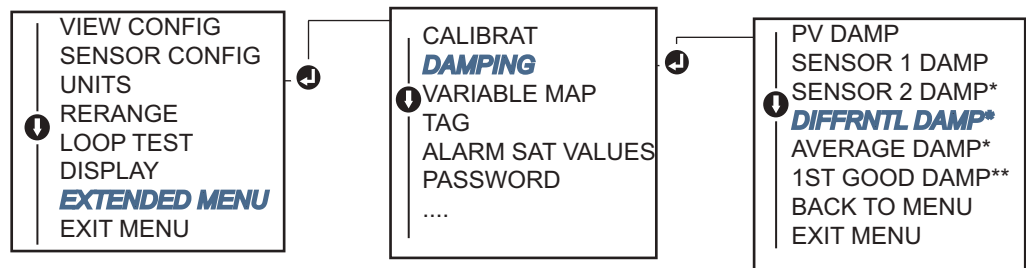 VIEW CONFIG
SENSOR CONFIG
UNITS
RERANGE
LOOP TEST
DISPLAY
EXTENDED MENU
EXIT MENU
CALIBRAT
DAMPING
VARIABLE MAP
TAG
ALARM SAT VALUES
PASSWORD
....
PV DAMP
SENSOR 1 DAMP
SENSOR 2 DAMP*
DIFFRNTL DAMP*
AVERAGE DAMP*
1ST GOOD DAMP**
BACK TO MENU
EXIT MENU